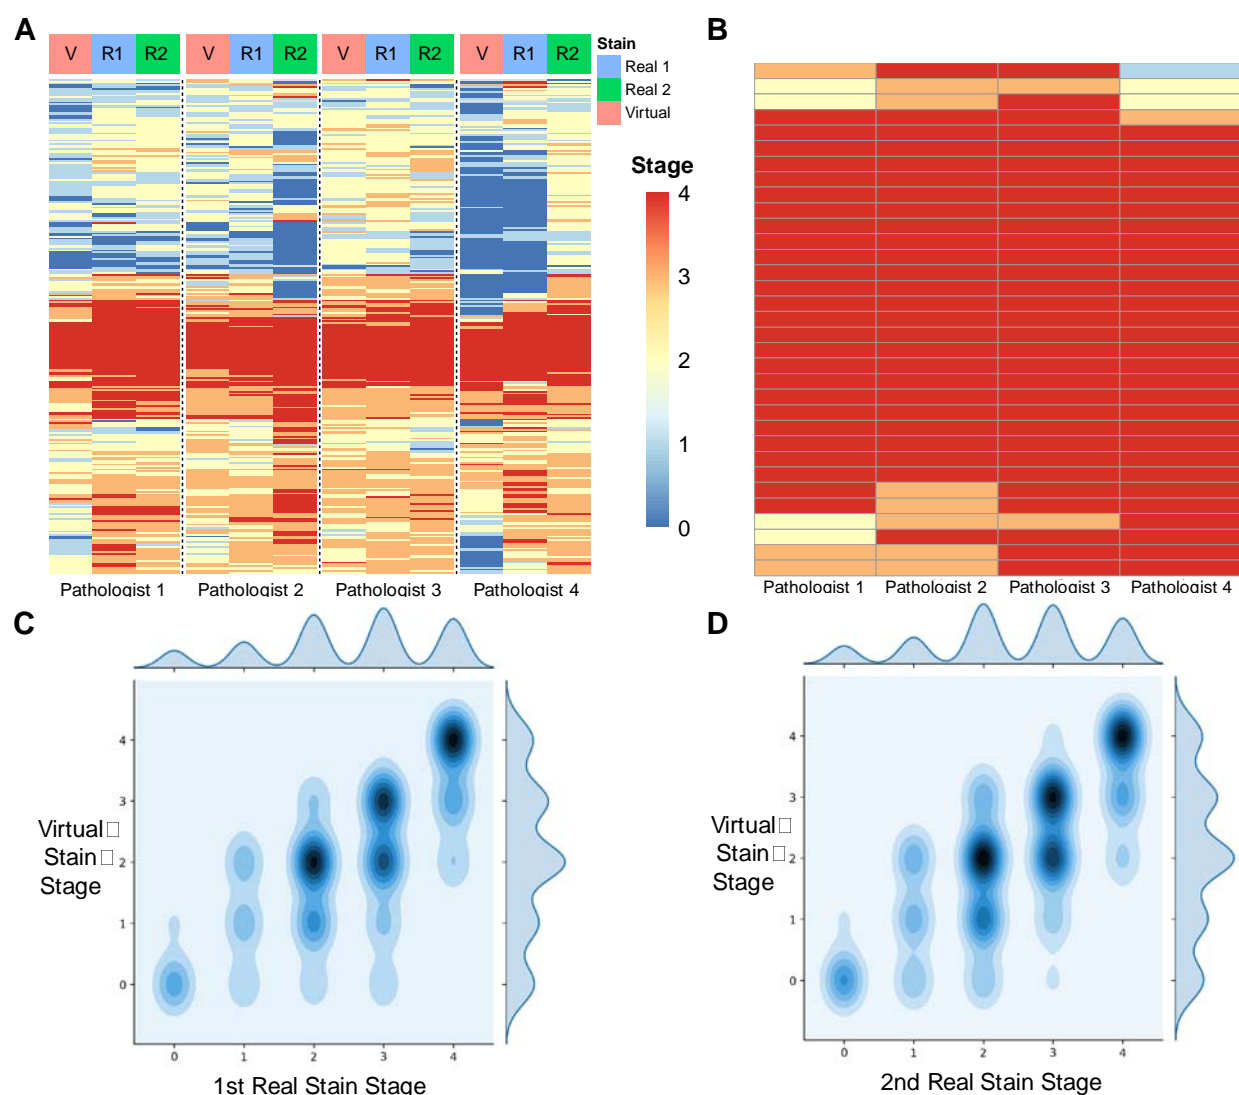 A
V R1 R2 V R1 R2 V R1 R2 V R1 R2
Stain
Real 1
Real 2
Virtual
Stage
4
3
2
1
0
Pathologist 1 Pathologist 2 Pathologist 3 Pathologist 4
B
Pathologist 1 Pathologist 2 Pathologist 3 Pathologist 4
C
Virtual
Stain
Stage
4
3
2
1
0
0 1 2 3 4
1st Real Stain Stage
D
Virtual
Stain
Stage
4
3
2
1
0
0 1 2 3 4
2nd Real Stain Stage